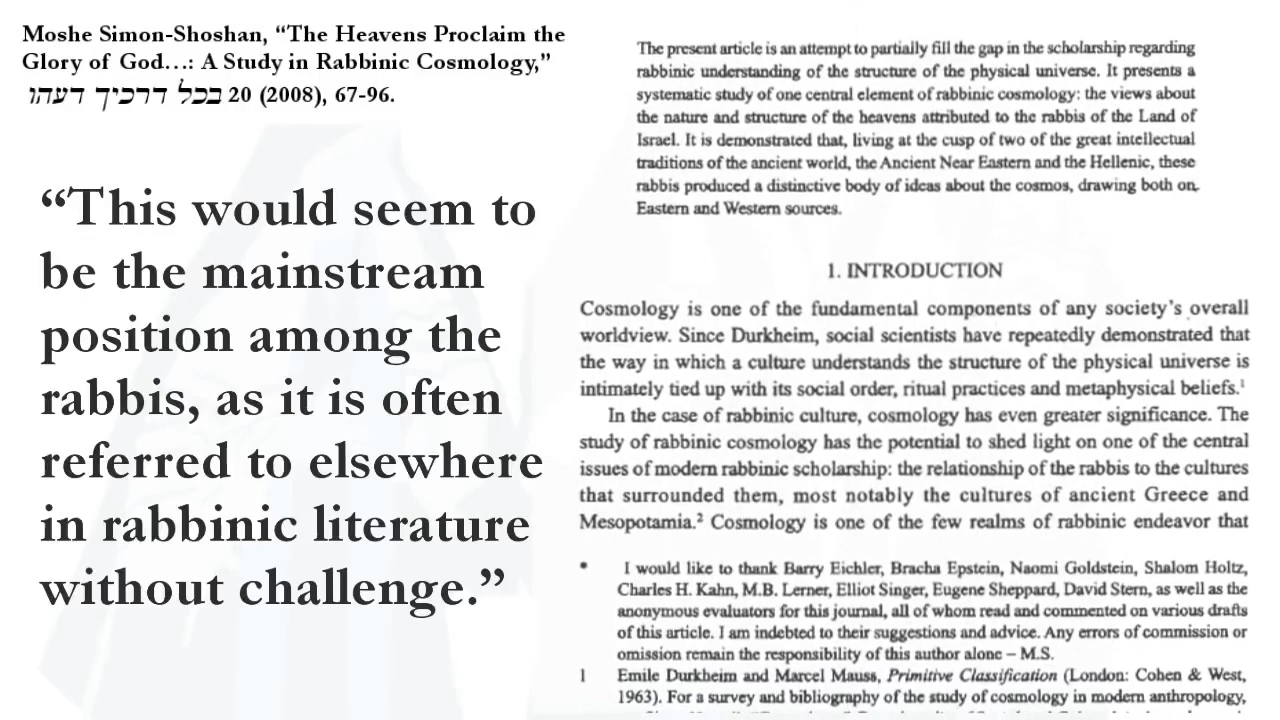 Moshe Simon-Shoshan, “The Heavens Proclaim the
Glory of God…: A Study in Rabbinic Cosmology,”
בכל דרכיך דעהו 20 (2008), 67-96.
“This would seem to
be the mainstream
position among the
rabbis, as it is often
referred to elsewhere
in rabbinic literature
without challenge.”
The present article is an attempt to partially fill the gap in the scholarship regarding
rabbinic understanding of the structure of the physical universe. It presents a
systematic study of one central element of rabbinic cosmology: the views about
the nature and structure of the heavens attributed to the rabbis of the Land of
Israel. It is demonstrated that, living at the cusp of two of the great intellectual
traditions of the ancient world, the Ancient Near Eastern and the Hellenic, these
rabbis produced a distinctive body of ideas about the cosmos, drawing both on
Eastern and Western sources.
1. INTRODUCTION
Cosmology is one of the fundamental components of any society’s overall
worldview. Since Durkheim, social scientists have repeatedly demonstrated that
the way in which a culture understands the structure of the physical universe is
intimately tied up with its social order, ritual practices and metaphysical beliefs.¹
In the case of rabbinic culture, cosmology has even greater significance. The
study of rabbinic cosmology has the potential to shed light on one of the central
issues of modern rabbinic scholarship: the relationship of the rabbis to the cultures
that surrounded them, most notably the cultures of ancient Greece and
Mesopotamia.² Cosmology is one of the few realms of rabbinic endeavor that
* I would like to thank Barry Eichler, Bracha Epstein, Naomi Goldstein, Shalom Holtz,
Charles H. Kahn, M.B. Lerner, Elliot Singer, Eugene Sheppard, David Stern, as well as the
anonymous evaluators for this journal, all of whom read and commented on various drafts
of this article. I am indebted to their suggestions and advice. Any errors of commission or
omission remain the responsibility of this author alone – M.S.
1 Emile Durkheim and Marcel Mauss, Primitive Classification (London: Cohen & West,
1963). For a survey and bibliography of the study of cosmology in modern anthropology,